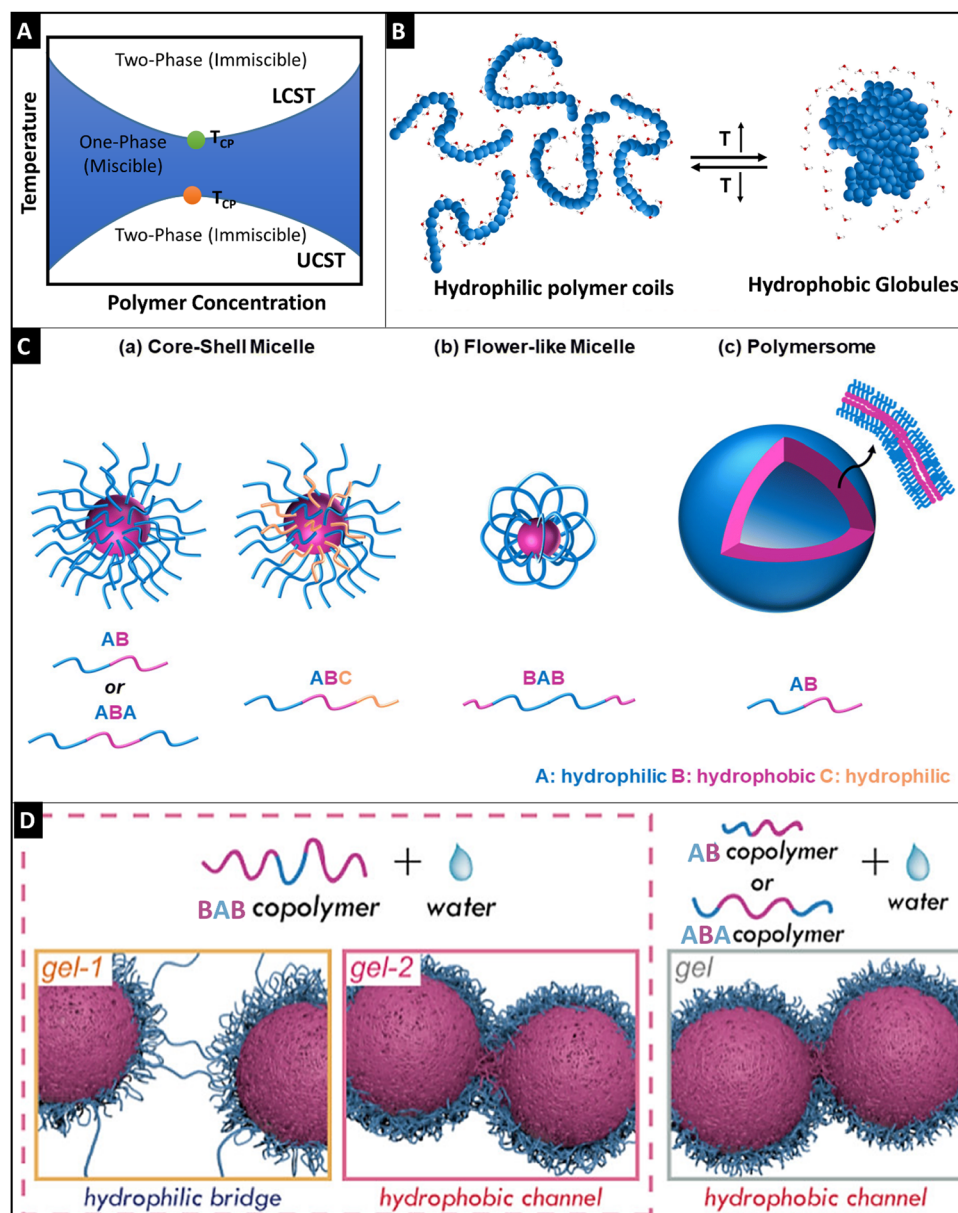 A
Two-Phase (Immiscible)
LCST
T_CP
One-Phase
(Miscible)
T_CP
Two-Phase (Immiscible)
UCST
Temperature
Polymer Concentration
B
T
T
Hydrophilic polymer coils
Hydrophobic Globules
C
(a) Core-Shell Micelle
(b) Flower-like Micelle
(c) Polymersome
AB
or
ABA
ABC
BAB
AB
A: hydrophilic B: hydrophobic C: hydrophilic
D
BAB copolymer
+
water
AB copolymer
or
ABA copolymer
+
water
gel-1
hydrophilic bridge
gel-2
hydrophobic channel
gel
hydrophobic channel